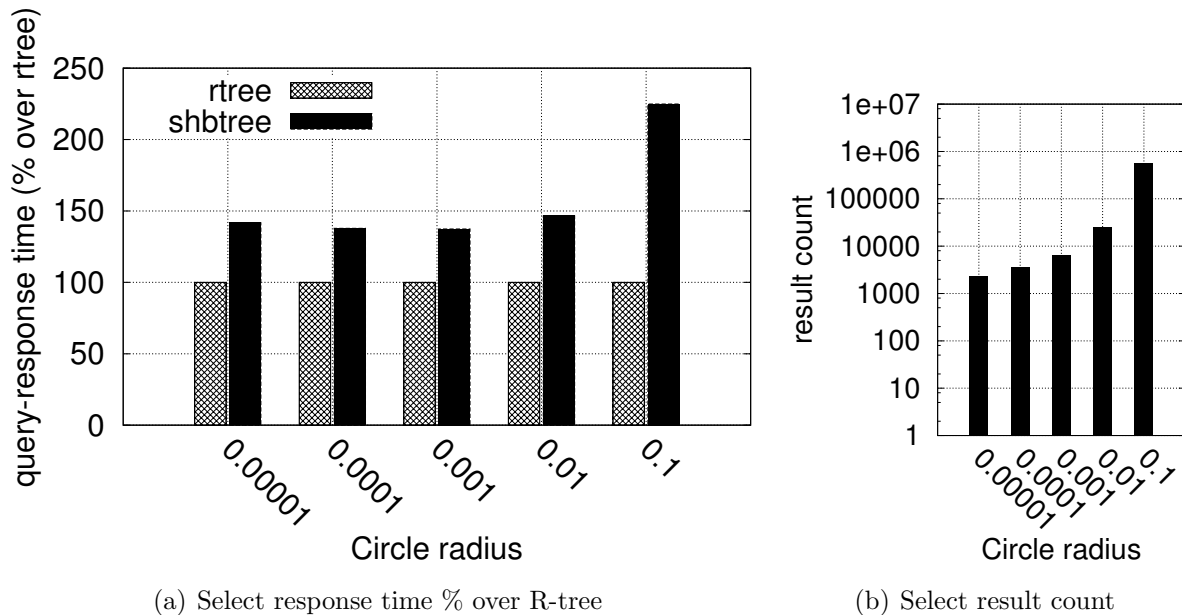 query-response time (% over rtree)
250
200
150
100
50
0
rtree
shbtree
0.00001
0.0001
0.001
0.01
0.1
Circle radius
(a) Select response time % over R-tree
result count
1e+07
1e+06
100000
10000
1000
100
10
1
0.00001
0.0001
0.001
0.01
0.1
Circle radius
(b) Select result count